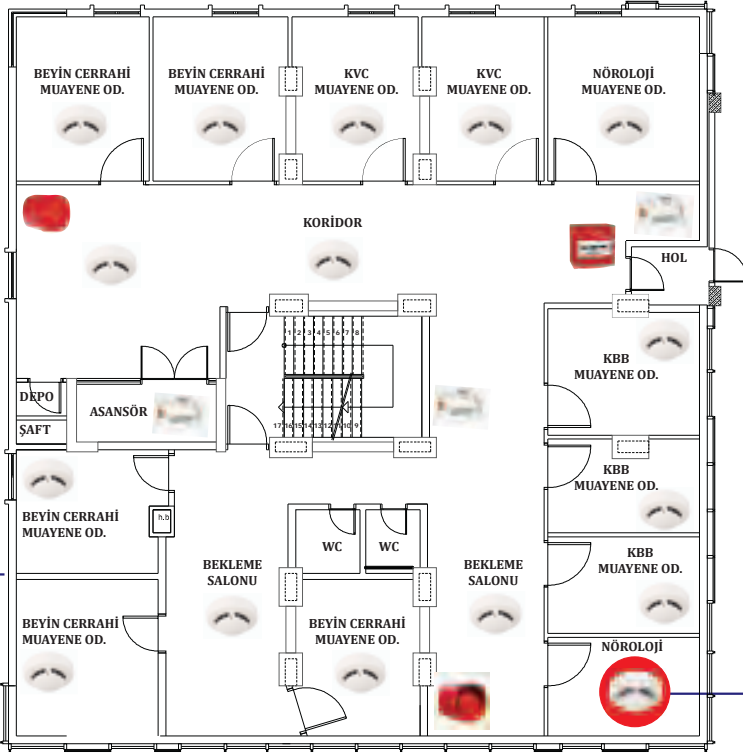 BEYİN CERRAHİ
MUAYENE OD.
BEYİN CERRAHİ
MUAYENE OD.
KVC
MUAYENE OD.
KVC
MUAYENE OD.
NÖROLOJİ
MUAYENE OD.
KORİDOR
HOL
1 2 3 4 5 6 7 8
KBB
MUAYENE OD.
DEPO
ASANSÖR
ŞAFT
17 16 15 14 13 12 11 10 9
KBB
MUAYENE OD.
BEYİN CERRAHİ
MUAYENE OD.
h.b
WC
WC
KBB
MUAYENE OD.
BEKLEME
SALONU
BEKLEME
SALONU
BEYİN CERRAHİ
MUAYENE OD.
BEYİN CERRAHİ
MUAYENE OD.
NÖROLOJİ